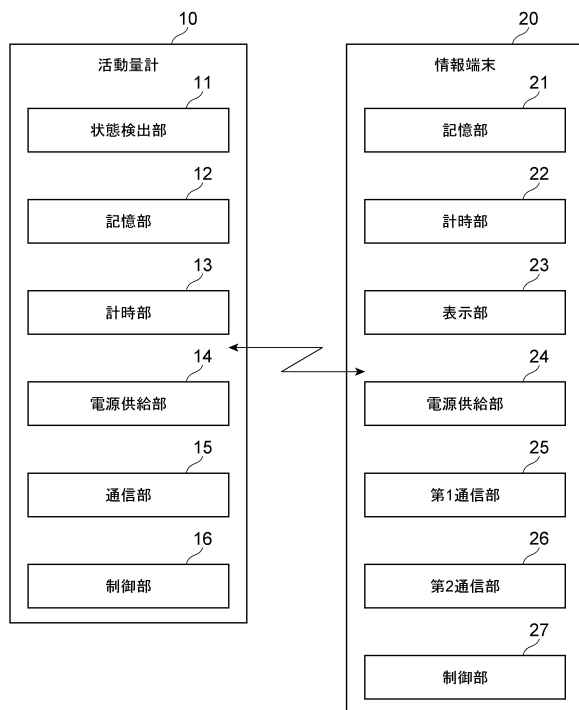 10
活動量計
11
状態検出部
12
記憶部
13
計時部
14
電源供給部
15
通信部
16
制御部
20
情報端末
21
記憶部
22
計時部
23
表示部
24
電源供給部
25
第1通信部
26
第2通信部
27
制御部